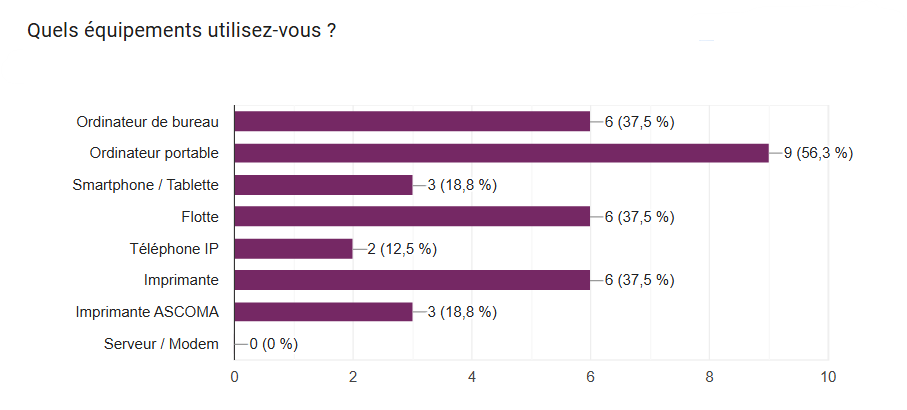 Quels équipements utilisez-vous ?
Ordinateur de bureau 6 (37,5 %)
Ordinateur portable 9 (56,3 %)
Smartphone / Tablette 3 (18,8 %)
Flotte 6 (37,5 %)
Téléphone IP 2 (12,5 %)
Imprimante 6 (37,5 %)
Imprimante ASCOMA 3 (18,8 %)
Serveur / Modem 0 (0 %)
0 2 4 6 8 10